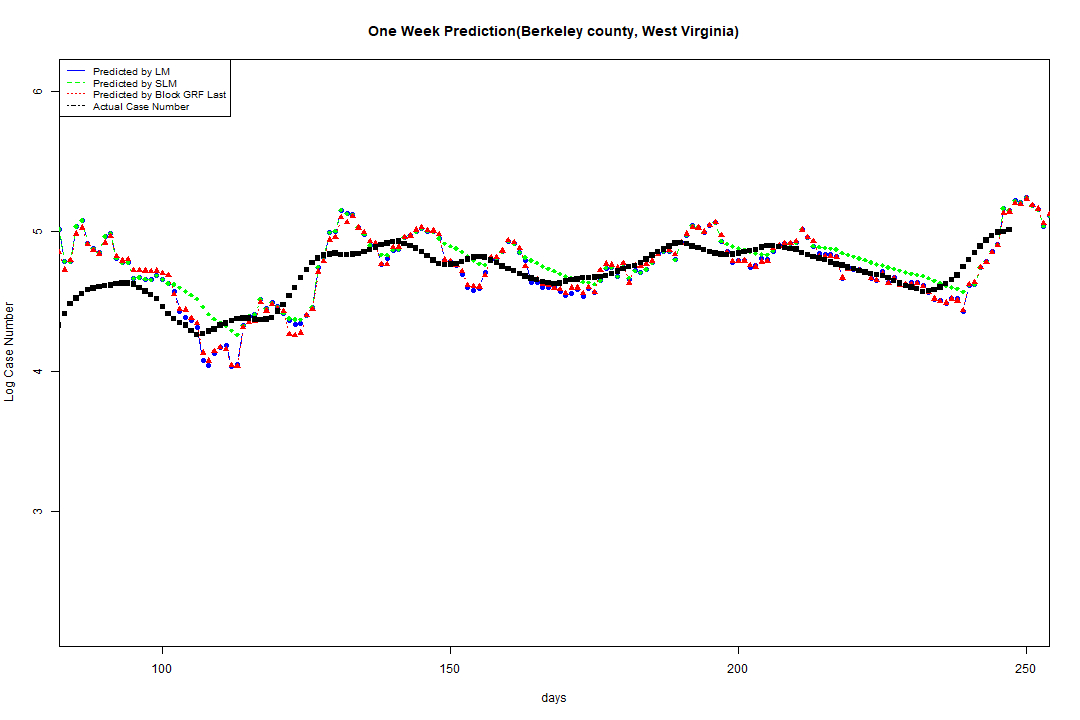 One Week Prediction(Berkeley county, West Virginia)
Predicted by LM
Predicted by SLM
Predicted by Block GRF Last
Actual Case Number
6
5
4
3
Log Case Number
100
150
200
250
days